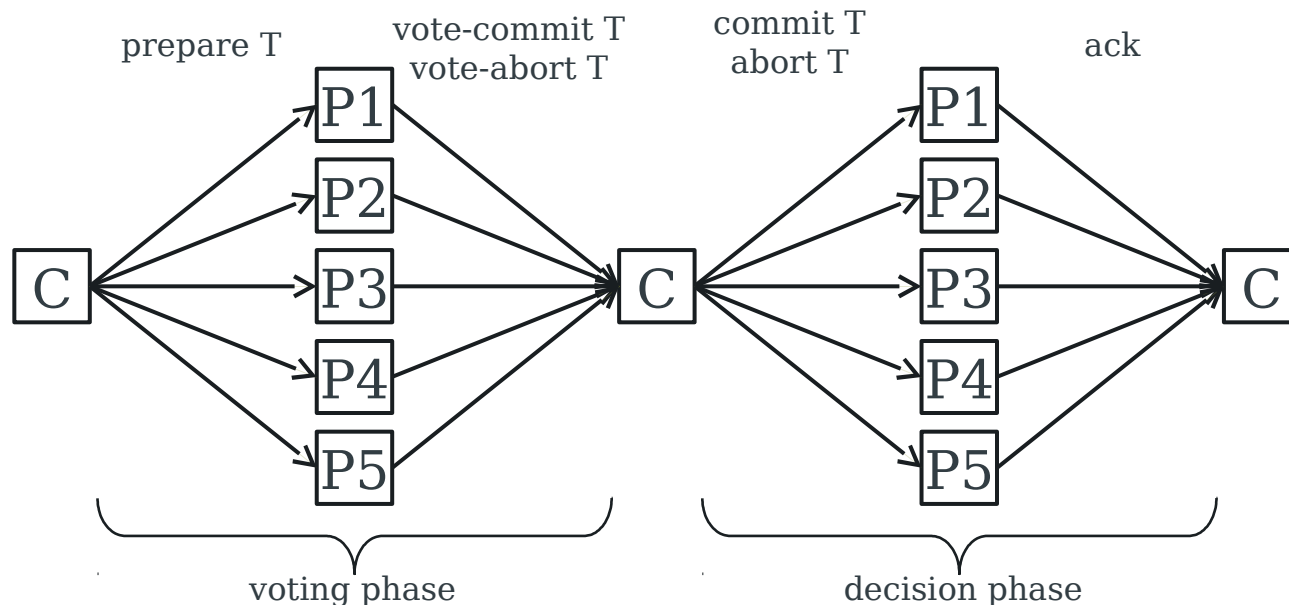 prepare T
vote-commit T
vote-abort T
commit T
abort T
ack
P1
P2
P3
P4
P5
C
C
P1
P2
P3
P4
P5
C
voting phase
decision phase